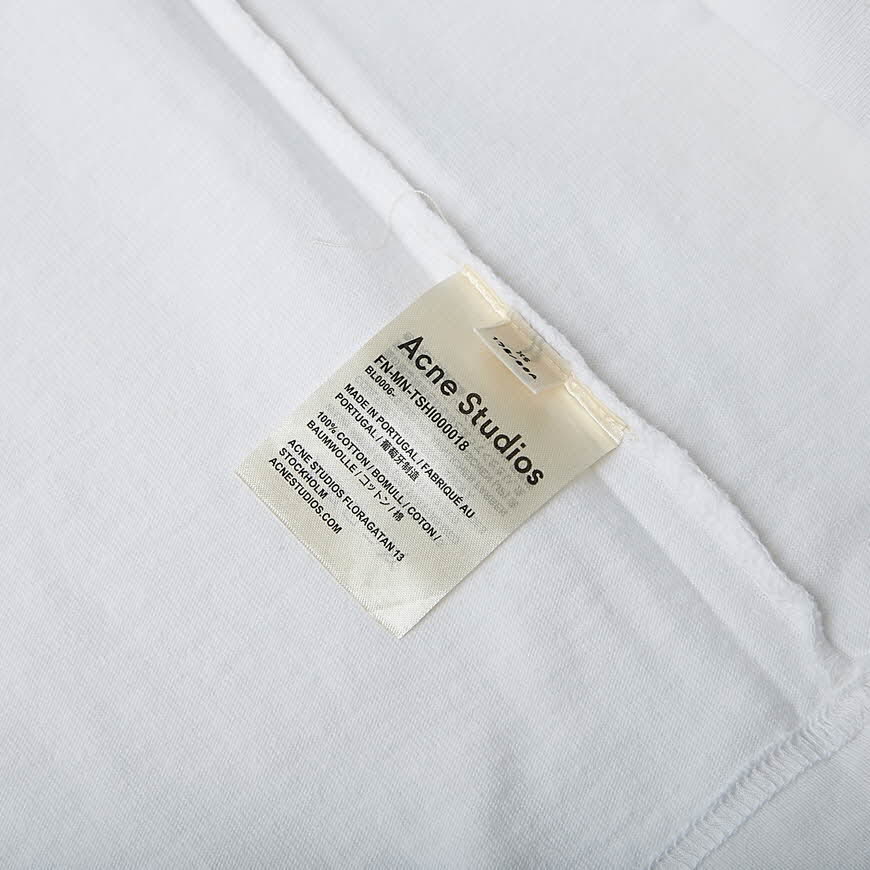 Acne Studios
FN-MN-TSHI000018
BL0006-
MADE IN PORTUGAL / FABRIQUÉ AU
PORTUGAL / 葡萄牙制造
100% COTTON / BOMULL / COTON /
BAUMWOLLE / コットン / 棉
ACNE STUDIOS FLORAGATAN 13
STOCKHOLM
ACNESTUDIOS.COM